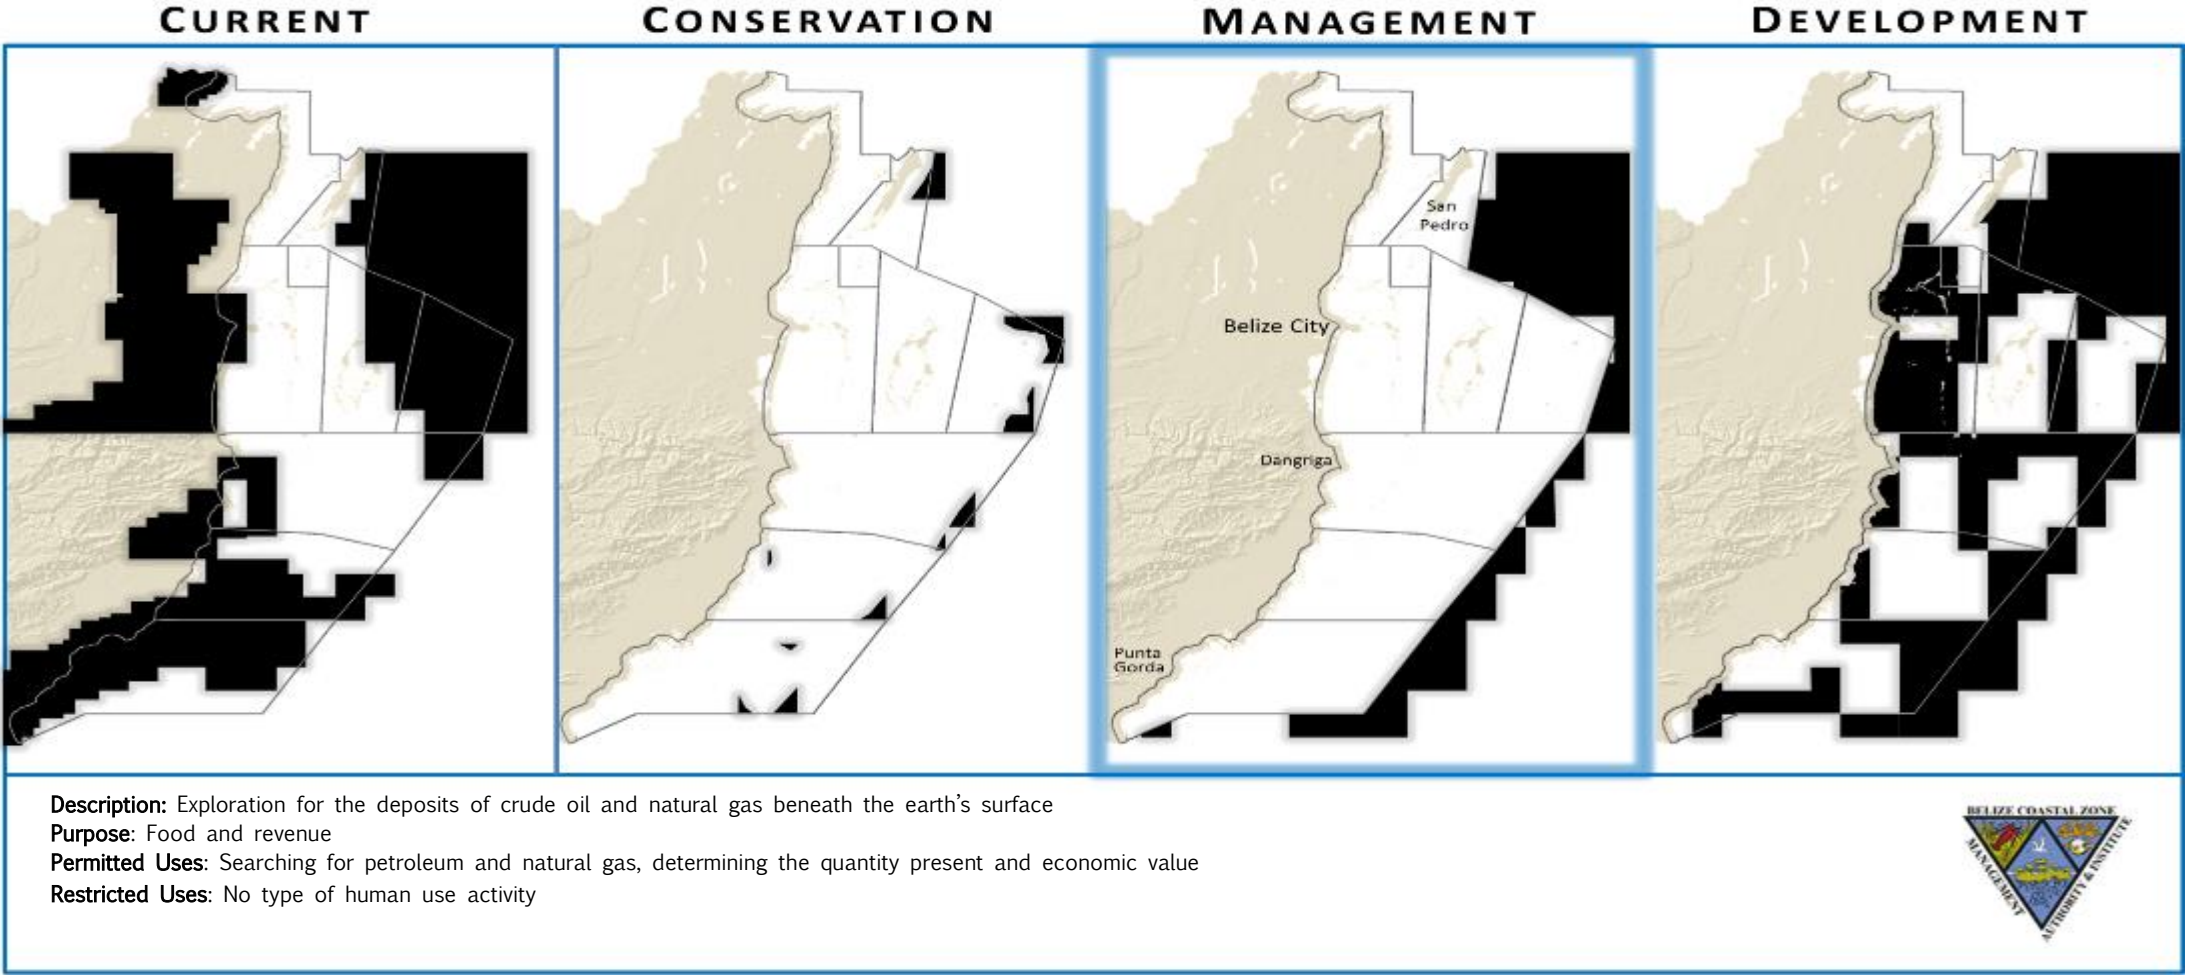 CURRENT
CONSERVATION
MANAGEMENT
DEVELOPMENT
San
Pedro
Belize City
Dangriga
Punta
Gorda
Description: Exploration for the deposits of crude oil and natural gas beneath the earth's surface
Purpose: Food and revenue
Permitted Uses: Searching for petroleum and natural gas, determining the quantity present and economic value
Restricted Uses: No type of human use activity
BELIZE COASTAL ZONE
MANAGEMENT
AUTHORITY & INSTITUTE